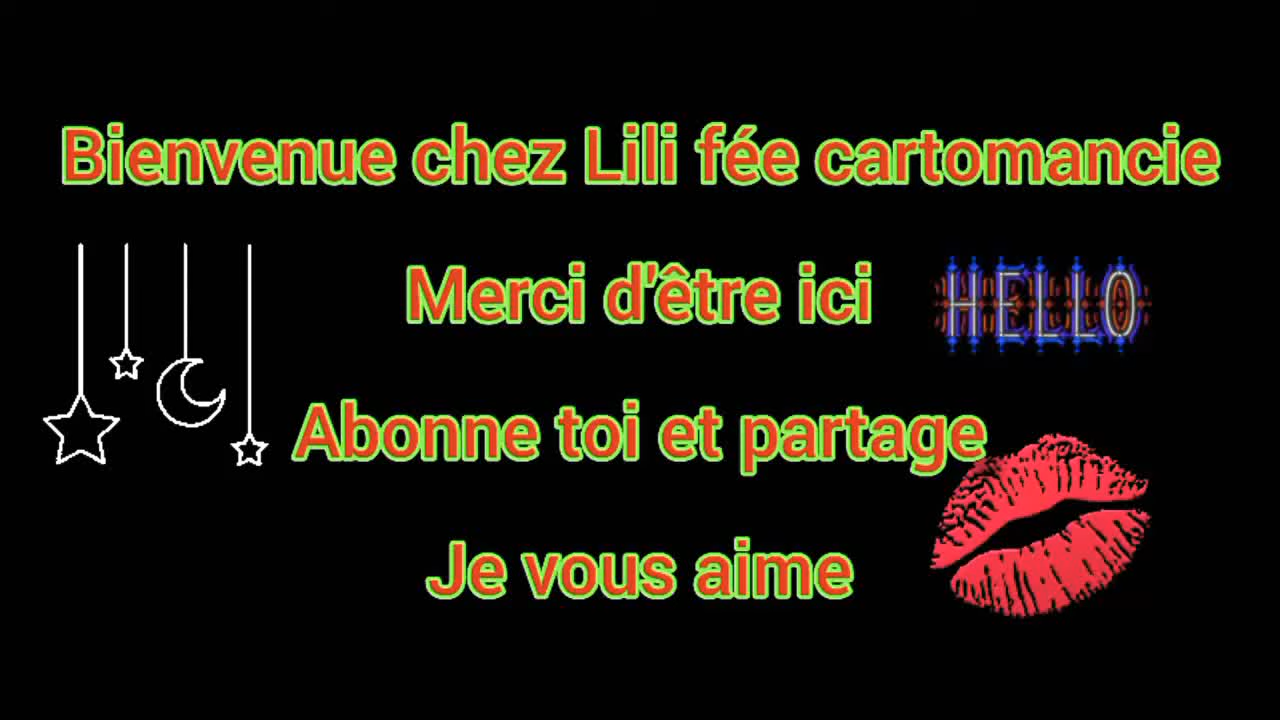 Bienvenue chez Lili fée cartomancie
Merci d'être ici
HELLO
Abonne toi et partage
Je vous aime